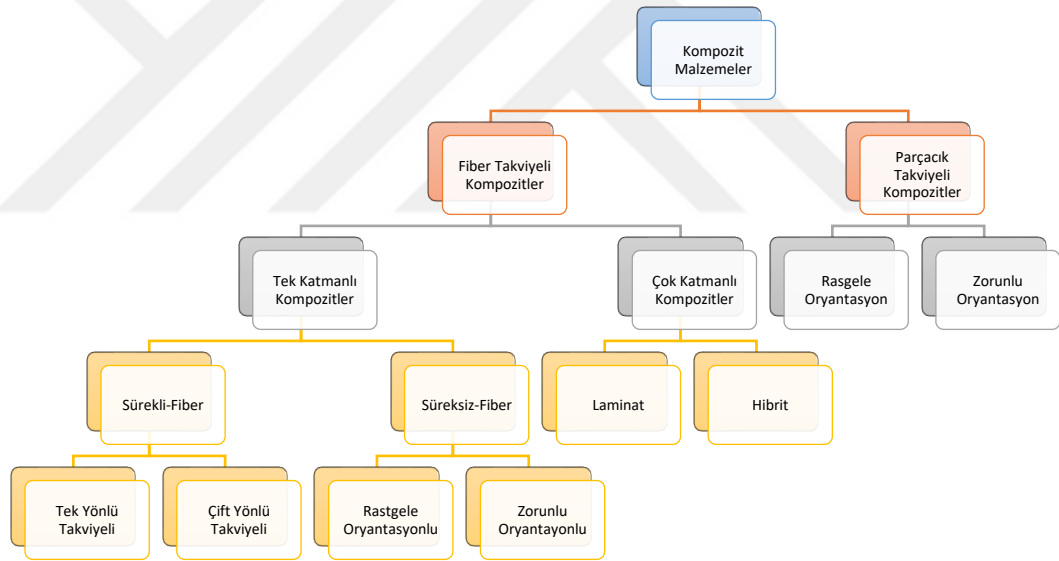 Kompozit
Malzemeler
Fiber Takviyeli
Kompozitler
Parçacık
Takviyeli
Kompozitler
Tek Katmanlı
Kompozitler
Çok Katmanlı
Kompozitler
Rasgele
Oryantasyon
Zorunlu
Oryantasyon
Sürekli-Fiber
Süreksiz-Fiber
Laminat
Hibrit
Tek Yönlü
Takviyeli
Çift Yönlü
Takviyeli
Rastgele
Oryantasyonlu
Zorunlu
Oryantayonlu